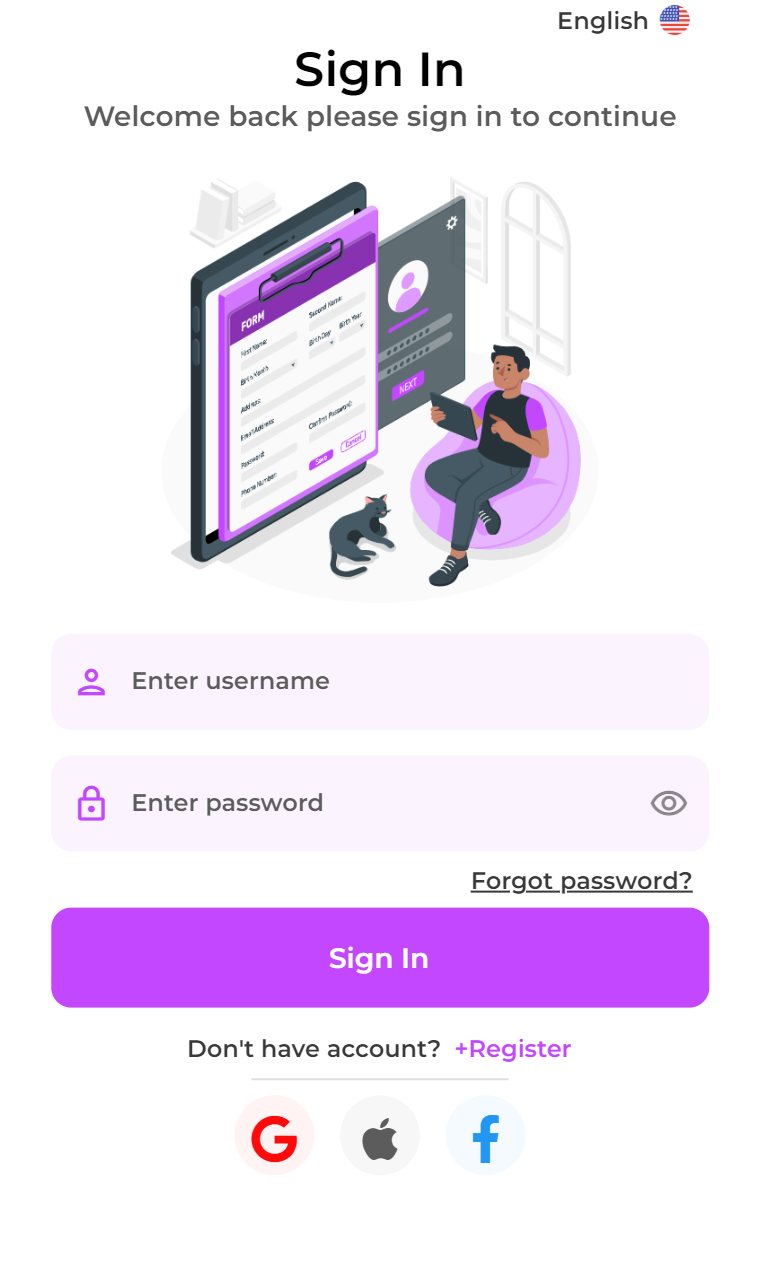 English
Sign In
Welcome back please sign in to continue
FORM
First Name:
Second Name:
Birth Day
Birth Year
Birth Month
Address:
Email Address:
Password:
Confirm Password:
Phone Number:
Save
Cancel
NEXT
Enter username
Enter password
Forgot password?
Sign In
Don't have account? +Register